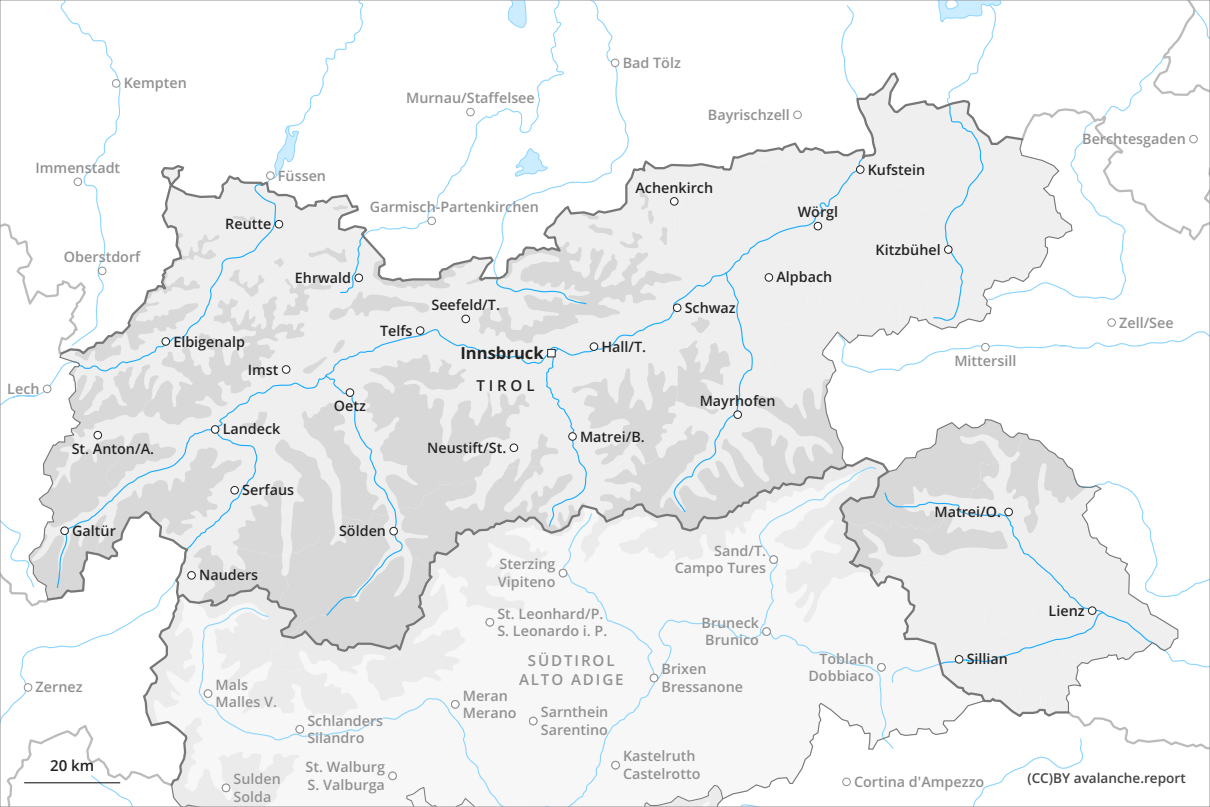 Bad Tölz
Kempten
Murnau/Staffelsee
Bayrischzell
Berchtesgaden
Immenstadt
Füssen
Kufstein
Achenkirch
Garmisch-Partenkirchen
Wörgl
Reutte
Kitzbühel
Oberstdorf
Ehrwald
Alpbach
Seefeld/T.
Schwaz
Zell/See
Telfs
Elbigenalp
Hall/T.
Innsbruck
Mittersill
Imst
TIROL
Lech
Oetz
Mayrhofen
Landeck
Matrei/B.
St. Anton/A.
Neustift/St.
Serfaus
Matrei/O.
Galtür
Sölden
Sand/T.
Campo Tures
Sterzing
Vipiteno
Nauders
Lienz
St. Leonhard/P.
S. Leonardo i. P.
Bruneck
Brunico
SÜDTIROL
ALTO ADIGE
Toblach
Dobbiaco
Sillian
Brixen
Bressanone
Zernez
Mals
Malles V.
Meran
Merano
Sarnthein
Sarentino
Schlanders
Silandro
Kastelruth
Castelrotto
St. Walburg
S. Valburga
20 km
Sulden
Solda
Cortina d'Ampezzo
(CC)BY avalanche.report